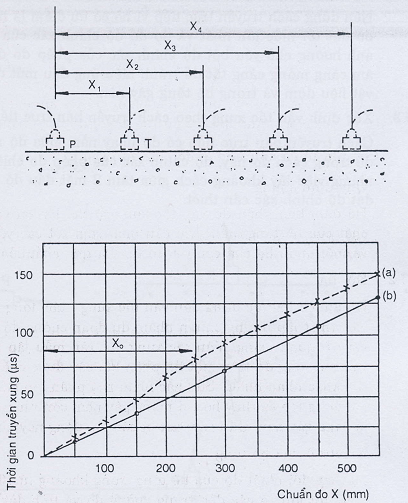 X4
X3
X2
X1
P
T
Thời gian truyền xung (µs)
150
100
50
0
X₀
(a)
(b)
100
200
300
400
500
Chuẩn đo X (mm)